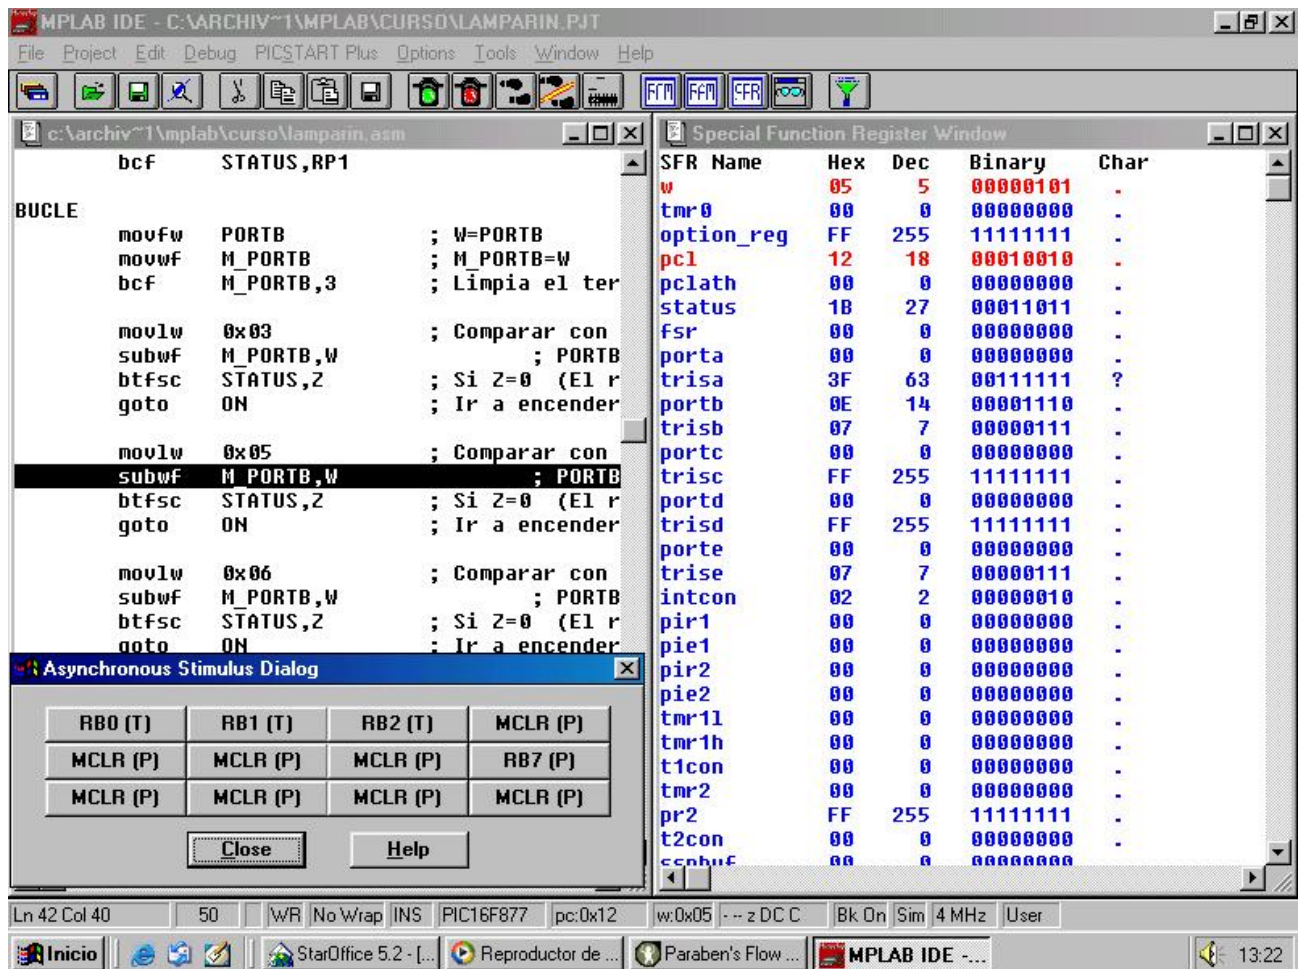 MPLAB IDE - C:\ARCHIV~1\MPLAB\CURSO\LAMPARIN.PJT
File Project Edit Debug PICSTART Plus Options Tools Window Help
c:\archiv~1\mplab\curso\lamparin.asm
bcf STATUS,RP1
BUCLE
movfw PORTB ; W=PORTB
movwf M_PORTB ; M_PORTB=W
bcf M_PORTB,3 ; Limpia el ter
movlw 0x03 ; Comparar con
subwf M_PORTB,W ; PORTB
btfsc STATUS,Z ; Si Z=0 (El r
goto ON ; Ir a encender
movlw 0x05 ; Comparar con
subwf M_PORTB,W ; PORTB
btfsc STATUS,Z ; Si Z=0 (El r
goto ON ; Ir a encender
movlw 0x06 ; Comparar con
subwf M_PORTB,W ; PORTB
btfsc STATUS,Z ; Si Z=0 (El r
goto ON ; Ir a encender
Special Function Register Window
SFR Name Hex Dec Binary Char
w 05 5 00000101 .
tmr0 00 0 00000000 .
option_reg FF 255 11111111 .
pcl 12 18 00010010 .
pclath 00 0 00000000 .
status 1B 27 00011011 .
fsr 00 0 00000000 .
porta 00 0 00000000 .
trisa 3F 63 00111111 ?
portb 0E 14 00001110 .
trisb 07 7 00000111 .
portc 00 0 00000000 .
trisc FF 255 11111111 .
portd 00 0 00000000 .
trisd FF 255 11111111 .
porte 00 0 00000000 .
trise 07 7 00000111 .
intcon 02 2 00000010 .
pir1 00 0 00000000 .
pie1 00 0 00000000 .
pir2 00 0 00000000 .
pie2 00 0 00000000 .
tmr1l 00 0 00000000 .
tmr1h 00 0 00000000 .
t1con 00 0 00000000 .
tmr2 00 0 00000000 .
pr2 FF 255 11111111 .
t2con 00 0 00000000 .
sspbuf 00 0 00000000
Asynchronous Stimulus Dialog
RB0 (T) RB1 (T) RB2 (T) MCLR (P)
MCLR (P) MCLR (P) MCLR (P) RB7 (P)
MCLR (P) MCLR (P) MCLR (P) MCLR (P)
Close Help
Ln 42 Col 40 50 WR No Wrap INS PIC16F877 pc:0x12 w:0x05 - -- z DC C Bk On Sim 4 MHz User
Inicio StarOffice 5.2 - [... Reproductor de ... Paraben's Flow ... MPLAB IDE -... 13:22